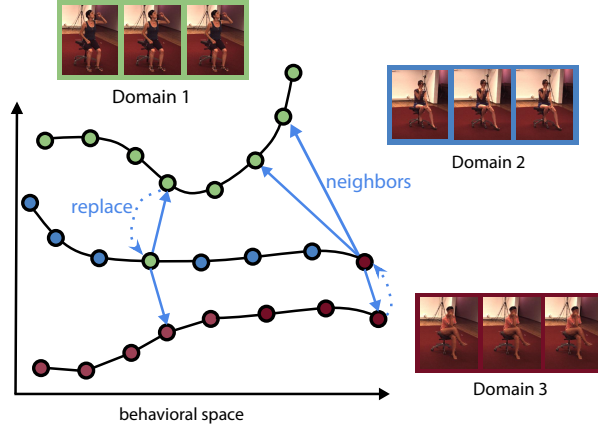 Domain 1
Domain 2
neighbors
replace
Domain 3
behavioral space